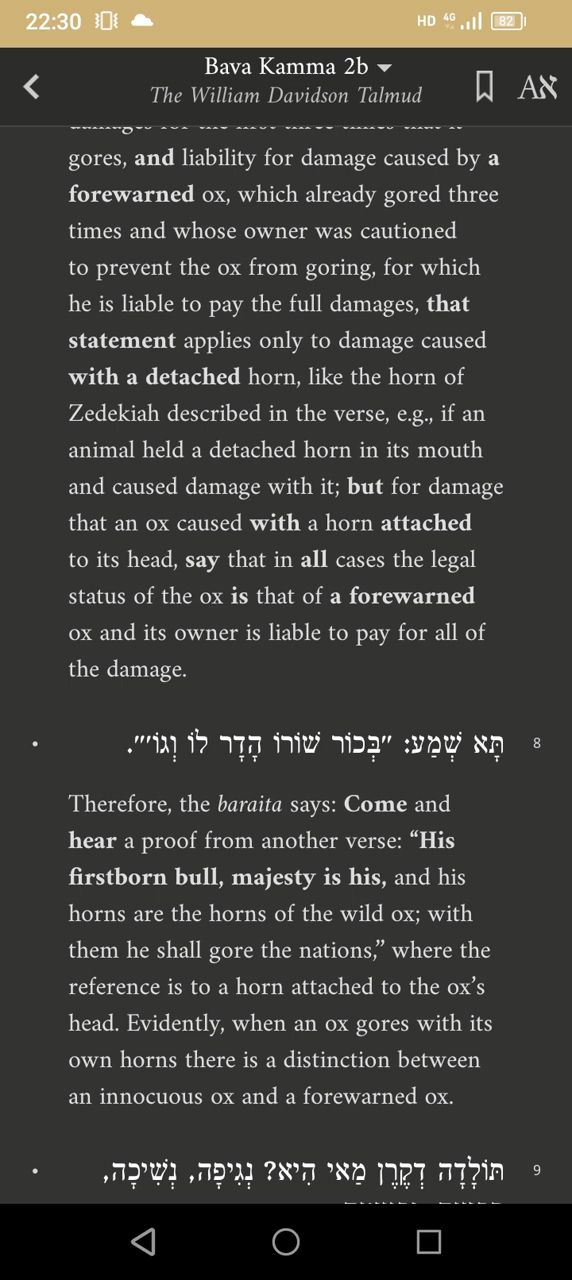 22:30
HD 4G 82
Bava Kamma 2b
The William Davidson Talmud
Aא
damages for the first three times that it
gores, and liability for damage caused by a
forewarned ox, which already gored three
times and whose owner was cautioned
to prevent the ox from goring, for which
he is liable to pay the full damages, that
statement applies only to damage caused
with a detached horn, like the horn of
Zedekiah described in the verse, e.g., if an
animal held a detached horn in its mouth
and caused damage with it; but for damage
that an ox caused with a horn attached
to its head, say that in all cases the legal
status of the ox is that of a forewarned
ox and its owner is liable to pay for all of
the damage.
תָּא שְׁמַע: ״בְּכוֹר שׁוֹרוֹ הָדָר לוֹ וְגוֹ׳״.
8
Therefore, the baraita says: Come and
hear a proof from another verse: “His
firstborn bull, majesty is his, and his
horns are the horns of the wild ox; with
them he shall gore the nations,” where the
reference is to a horn attached to the ox’s
head. Evidently, when an ox gores with its
own horns there is a distinction between
an innocuous ox and a forewarned ox.
תּוֹלָדָה דְקֶרֶן מַאי הִיא? נְגִיפָה, נְשִׁיכָה,
9